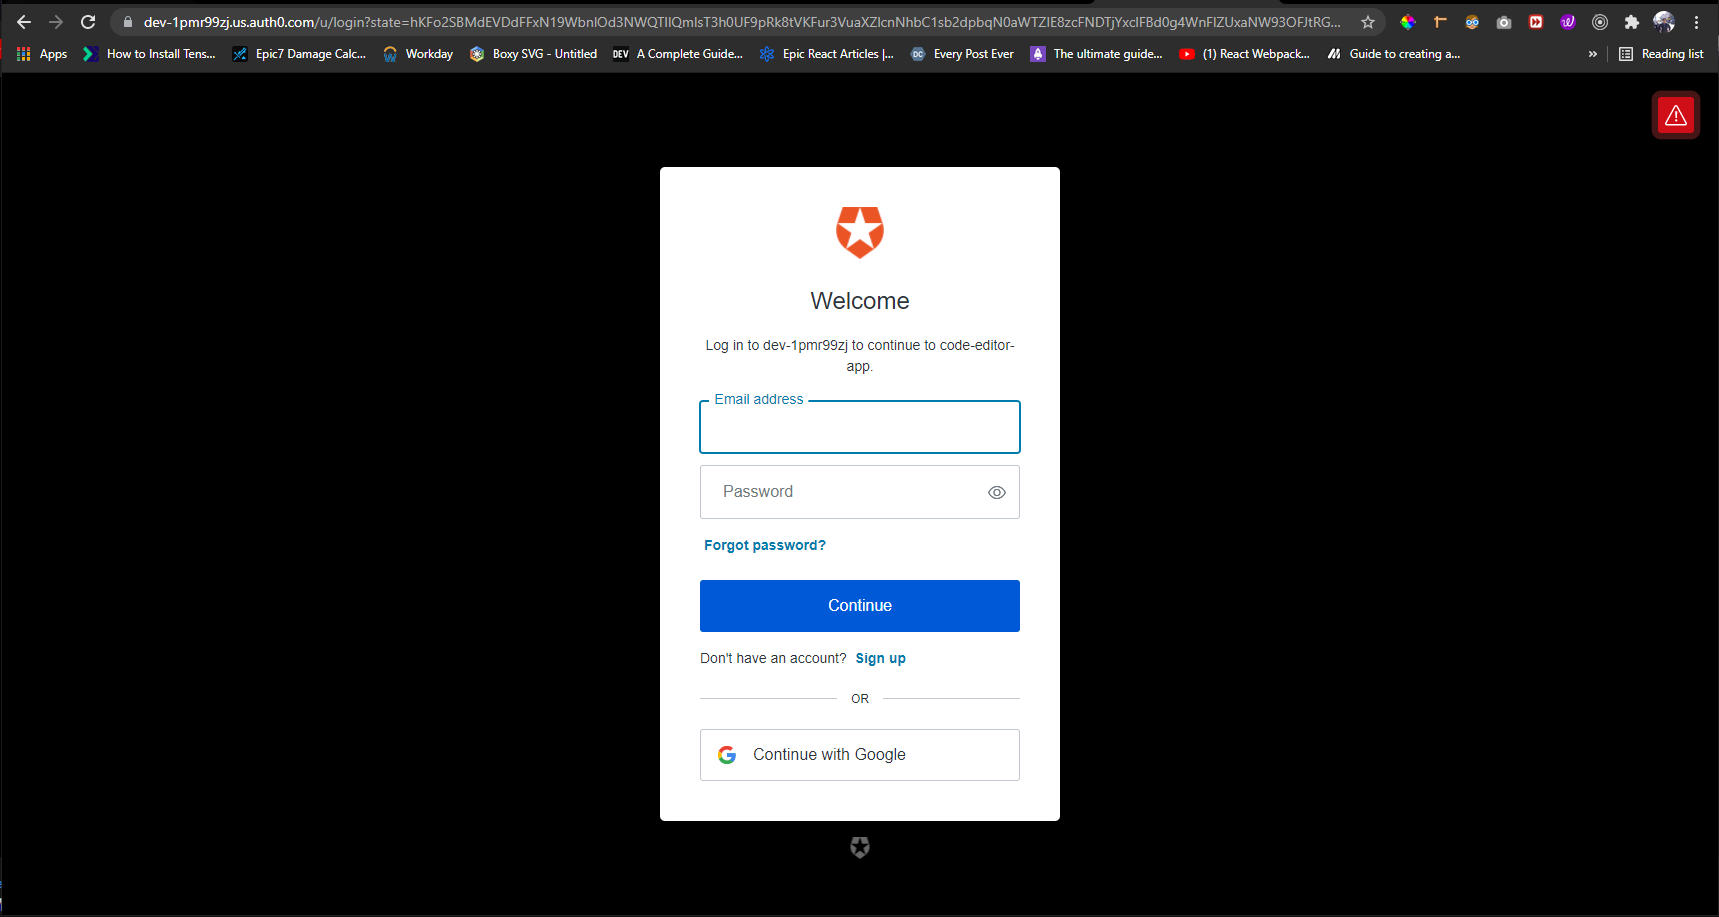 dev-1pmr99zj.us.auth0.com/u/login?state=hKFo2SBMdEVDdFFxN19WbnlOd3NWQTlIQmlsT3h0UF9pRk8tVKFur3VuaXZlcnNhbC1sb2dpbqN0aWTZIE8zcFNDTjYxclFBd0g4WnFlZUxaNW93OFJtRG...
Apps How to Install Tens... Epic7 Damage Calc... Workday Boxy SVG - Untitled DEV A Complete Guide... Epic React Articles |... DC Every Post Ever The ultimate guide... (1) React Webpack... Guide to creating a... » Reading list
Welcome
Log in to dev-1pmr99zj to continue to code-editor-
app.
Email address
Password
Forgot password?
Continue
Don't have an account? Sign up
OR
Continue with Google